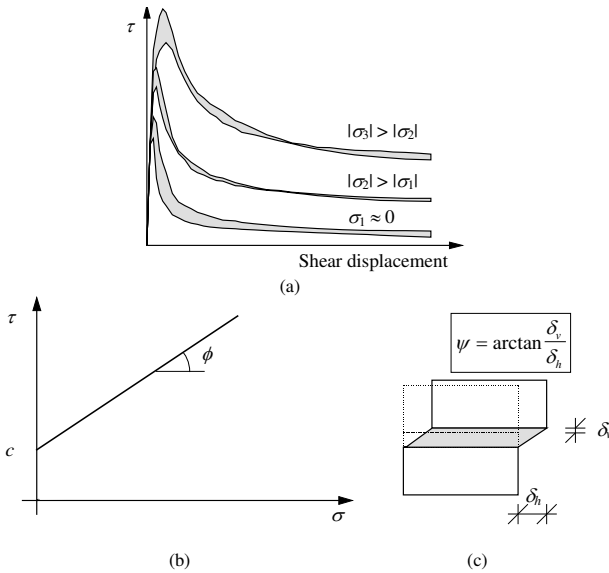 τ
|σ₃| > |σ₂|
|σ₂| > |σ₁|
σ₁ ≈ 0
Shear displacement
(a)
τ
ϕ
c
σ
(b)
ψ = arctan δᵥ/δₕ
δᵥ
δₕ
(c)